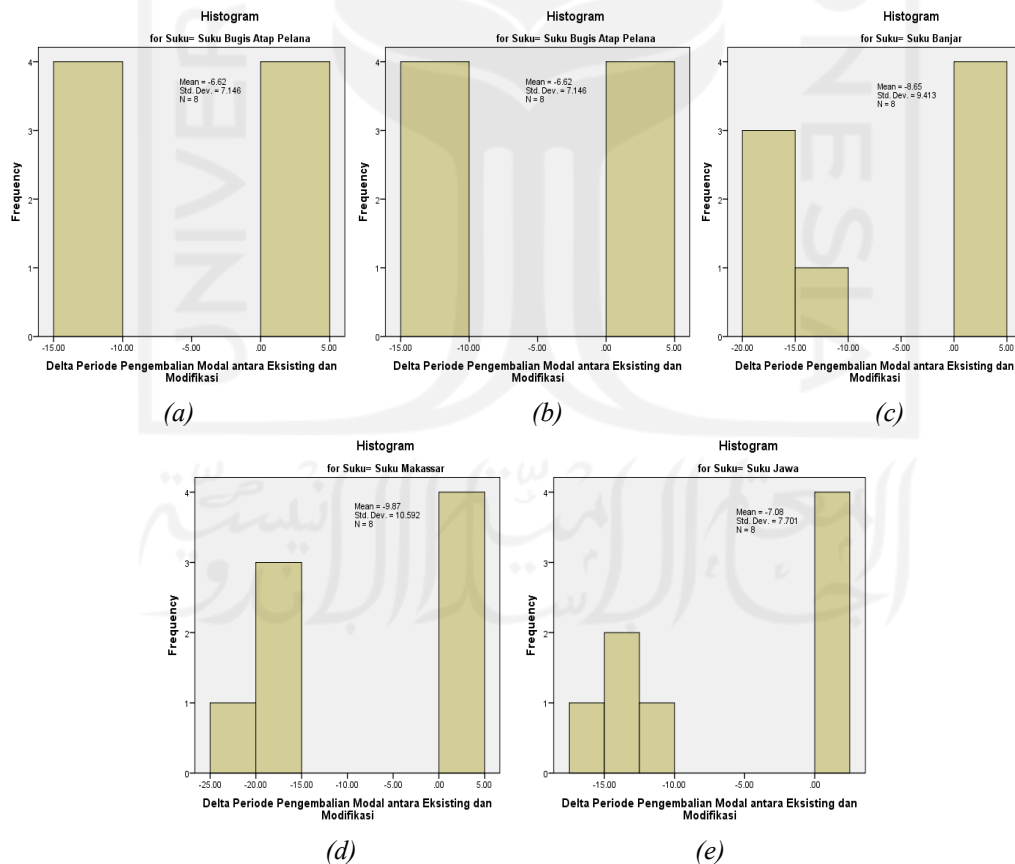 Histogram
for Suku= Suku Bugis Atap Pelana
Mean = -6.62
Std. Dev. = 7.146
N = 8
Frequency
4
3
2
1
0
-15.00 -10.00 -5.00 .00 5.00
Delta Periode Pengembalian Modal antara Eksisting dan
Modifikasi
(a)
Histogram
for Suku= Suku Bugis Atap Pelana
Mean = -6.62
Std. Dev. = 7.146
N = 8
Frequency
4
3
2
1
0
-15.00 -10.00 -5.00 .00 5.00
Delta Periode Pengembalian Modal antara Eksisting dan
Modifikasi
(b)
Histogram
for Suku= Suku Banjar
Mean = -8.65
Std. Dev. = 9.413
N = 8
Frequency
4
3
2
1
0
-20.00 -15.00 -10.00 -5.00 .00 5.00
Delta Periode Pengembalian Modal antara Eksisting dan
Modifikasi
(c)
Histogram
for Suku= Suku Makassar
Mean = -9.87
Std. Dev. = 10.592
N = 8
Frequency
4
3
2
1
0
-25.00 -20.00 -15.00 -10.00 -5.00 .00 5.00
Delta Periode Pengembalian Modal antara Eksisting dan
Modifikasi
(d)
Histogram
for Suku= Suku Jawa
Mean = -7.08
Std. Dev. = 7.701
N = 8
Frequency
4
3
2
1
0
-15.00 -10.00 -5.00 .00
Delta Periode Pengembalian Modal antara Eksisting dan
Modifikasi
(e)
UNIVER
ONESIA